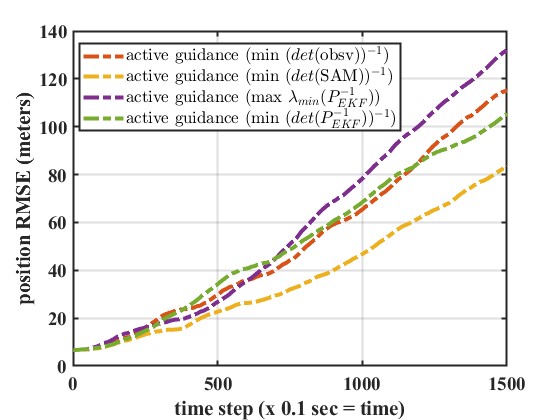 140
120
100
80
60
40
20
0
position RMSE (meters)
active guidance (min (det(obsv))⁻¹)
active guidance (min (det(SAM))⁻¹)
active guidance (max λ_min(P_EKF⁻¹))
active guidance (min (det(P_EKF⁻¹))⁻¹)
0 500 1000 1500
time step (x 0.1 sec = time)